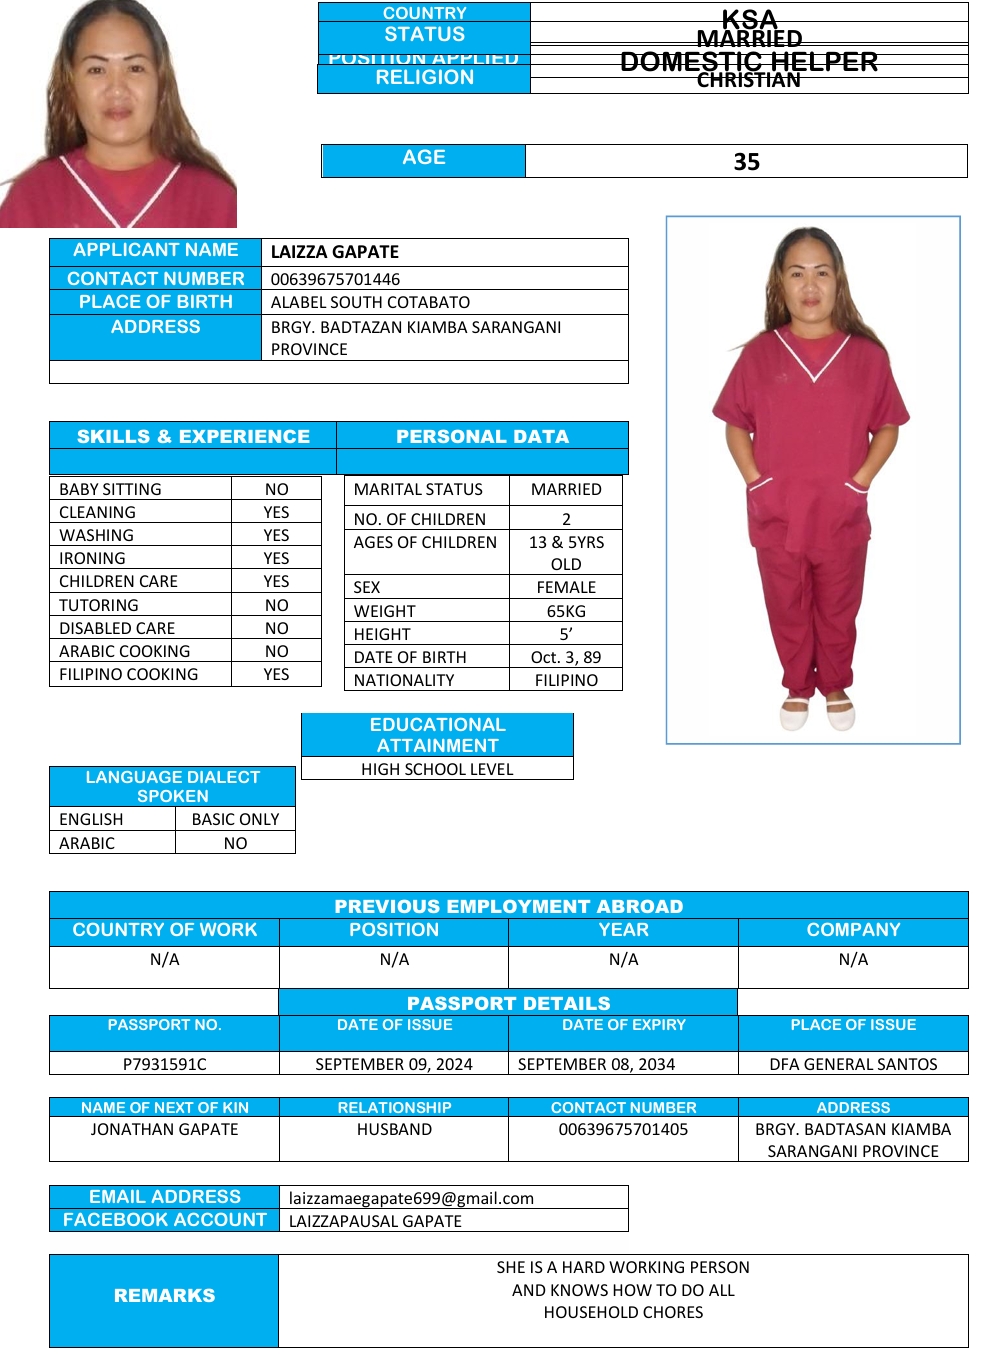 COUNTRY KSA
STATUS MARRIED
POSITION APPLIED DOMESTIC HELPER
RELIGION CHRISTIAN
AGE 35
APPLICANT NAME LAIZZA GAPATE
CONTACT NUMBER 00639675701446
PLACE OF BIRTH ALABEL SOUTH COTABATO
ADDRESS BRGY. BADTAZAN KIAMBA SARANGANI
PROVINCE
SKILLS & EXPERIENCE
BABY SITTING NO
CLEANING YES
WASHING YES
IRONING YES
CHILDREN CARE YES
TUTORING NO
DISABLED CARE NO
ARABIC COOKING NO
FILIPINO COOKING YES
PERSONAL DATA
MARITAL STATUS MARRIED
NO. OF CHILDREN 2
AGES OF CHILDREN 13 & 5YRS
OLD
SEX FEMALE
WEIGHT 65KG
HEIGHT 5’
DATE OF BIRTH Oct. 3, 89
NATIONALITY FILIPINO
EDUCATIONAL
ATTAINMENT
HIGH SCHOOL LEVEL
LANGUAGE DIALECT
SPOKEN
ENGLISH BASIC ONLY
ARABIC NO
PREVIOUS EMPLOYMENT ABROAD
COUNTRY OF WORK POSITION YEAR COMPANY
N/A N/A N/A N/A
PASSPORT DETAILS
PASSPORT NO. DATE OF ISSUE DATE OF EXPIRY PLACE OF ISSUE
P7931591C SEPTEMBER 09, 2024 SEPTEMBER 08, 2034 DFA GENERAL SANTOS
NAME OF NEXT OF KIN RELATIONSHIP CONTACT NUMBER ADDRESS
JONATHAN GAPATE HUSBAND 00639675701405 BRGY. BADTASAN KIAMBA
SARANGANI PROVINCE
EMAIL ADDRESS laizzamaegapate699@gmail.com
FACEBOOK ACCOUNT LAIZZAPAUSAL GAPATE
REMARKS
SHE IS A HARD WORKING PERSON
AND KNOWS HOW TO DO ALL
HOUSEHOLD CHORES